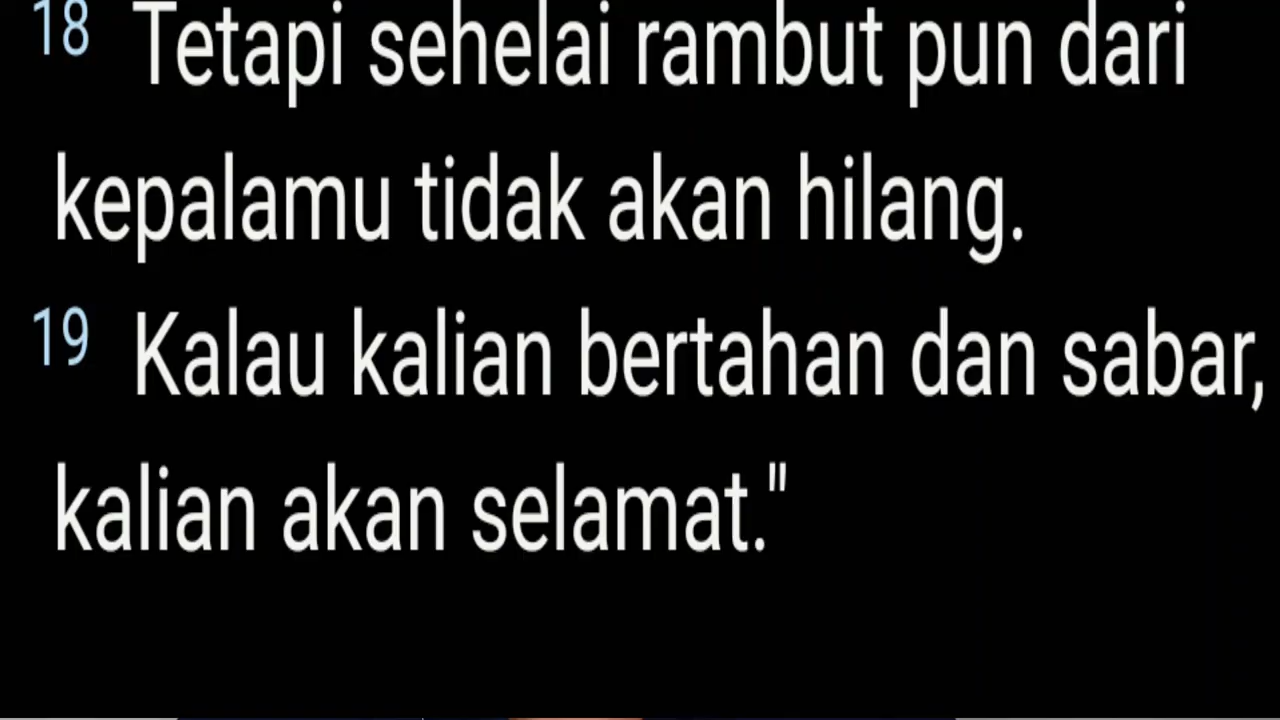 18 Tetapi sehelai rambut pun dari
kepalamu tidak akan hilang.
19 Kalau kalian bertahan dan sabar,
kalian akan selamat."